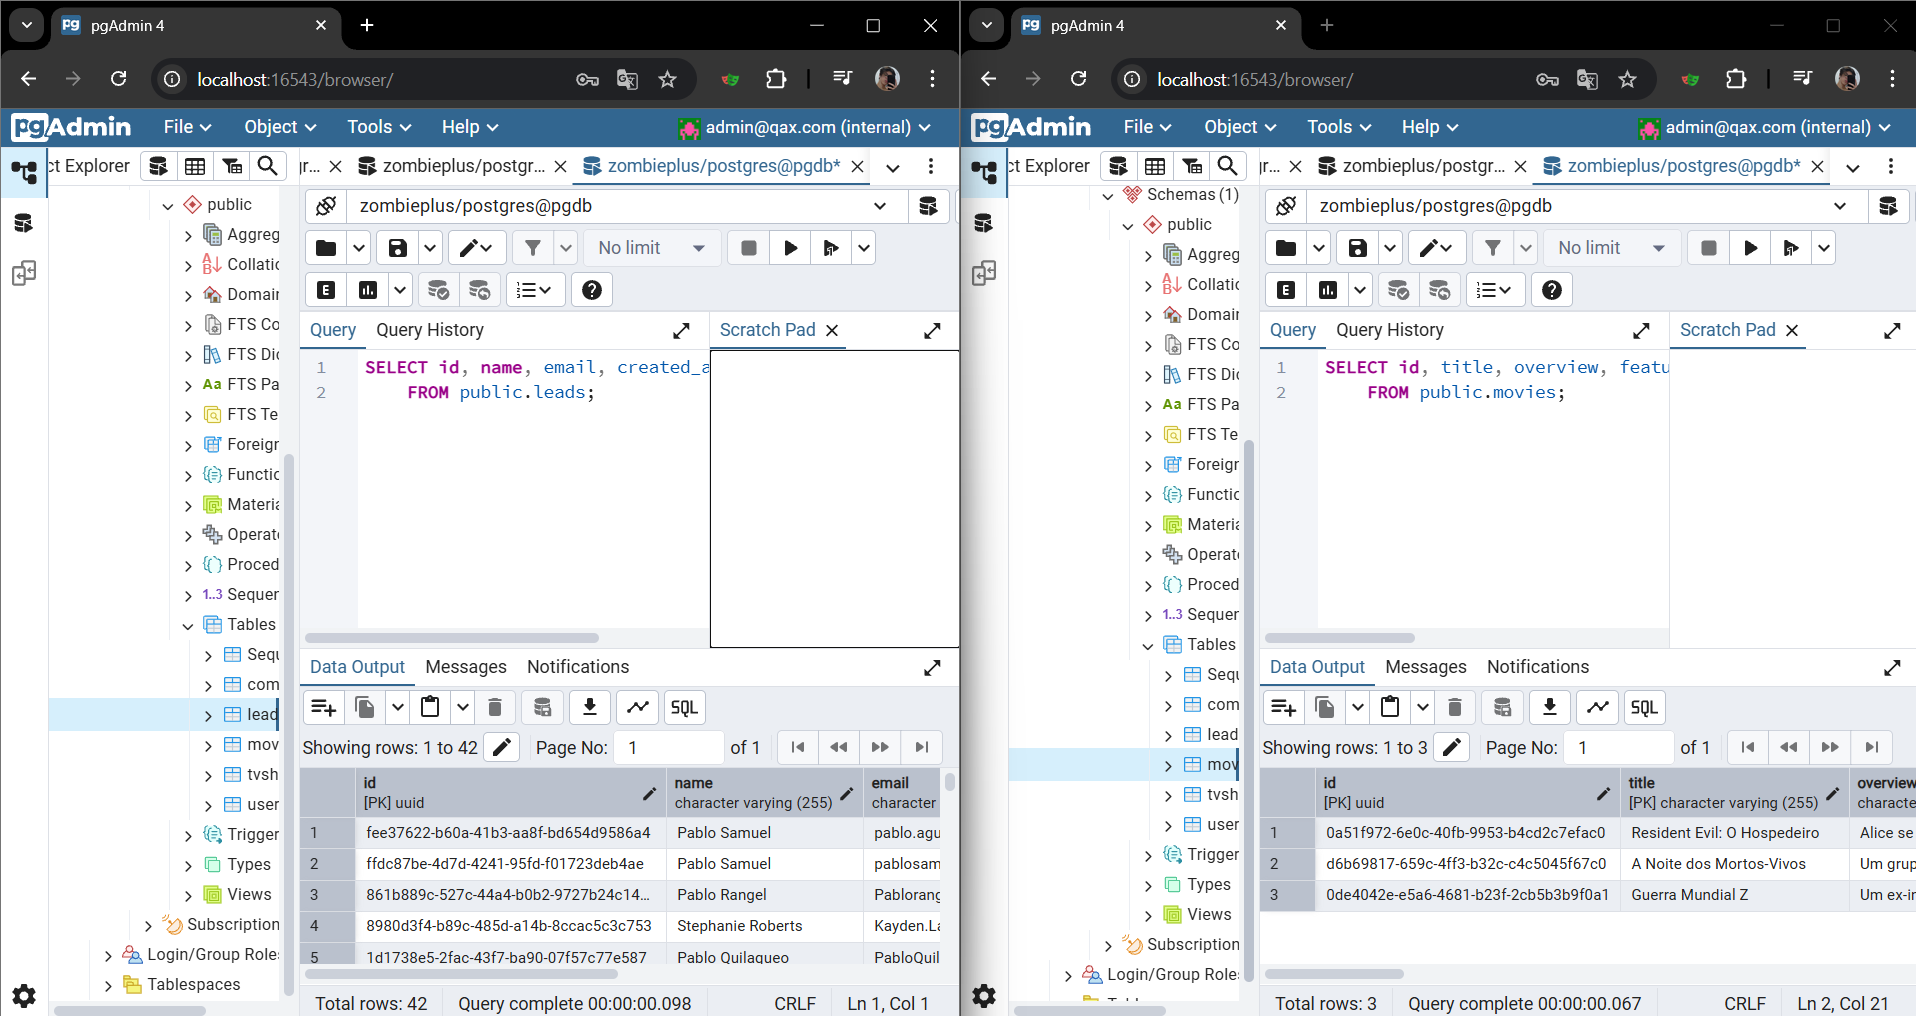 pgAdmin 4
localhost:16543/browser/
pgAdmin File Object Tools Help admin@qax.com (internal)
ct Explorer
gr... zombieplus/postgr... zombieplus/postgres@pgdb*
public
Aggreg
Collatic
Domair
FTS Co
FTS Dic
FTS Pa
FTS Te
Foreigr
Functic
Materia
Operat
Proced
1..3 Sequer
Tables
Sequ
com
lead
mov
tvsh
user
Trigger
Types
Views
Subscription
Login/Group Role
Tablespaces
zombieplus/postgres@pgdb
No limit
E
Query Query History
Scratch Pad
1 SELECT id, name, email, created_a
2 FROM public.leads;
Data Output Messages Notifications
SQL
Showing rows: 1 to 42 Page No: 1 of 1
id name email
[PK] uuid character varying (255) character
1 fee37622-b60a-41b3-aa8f-bd654d9586a4 Pablo Samuel pablo.agu
2 ffdc87be-4d7d-4241-95fd-f01723deb4ae Pablo Samuel pablosam
3 861b889c-527c-44a4-b0b2-9727b24c14... Pablo Rangel Pablorang
4 8980d3f4-b89c-485d-a14b-8ccac5c3c753 Stephanie Roberts Kayden.La
5 1d1738e5-2fac-43f7-ba90-07f57c77e587 Pablo Quilaqueo PabloQuil
Total rows: 42 Query complete 00:00:00.098 CRLF Ln 1, Col 1
pgAdmin 4
localhost:16543/browser/
pgAdmin File Object Tools Help admin@qax.com (internal)
ct Explorer
gr... zombieplus/postgr... zombieplus/postgres@pgdb*
Schemas (1)
public
Aggreg
Collatic
Domair
FTS Co
FTS Dic
FTS Pa
FTS Te
Foreigr
Functic
Materia
Operat
Proced
1..3 Sequer
Tables
Sequ
com
lead
mov
tvsh
user
Trigger
Types
Views
Subscription
Login/Group Role
zombieplus/postgres@pgdb
No limit
E
Query Query History
Scratch Pad
1 SELECT id, title, overview, featu
2 FROM public.movies;
Data Output Messages Notifications
SQL
Showing rows: 1 to 3 Page No: 1 of 1
id title overview
[PK] uuid [PK] character varying (255) characte
1 0a51f972-6e0c-40fb-9953-b4cd2c7efac0 Resident Evil: O Hospedeiro Alice se
2 d6b69817-659c-4ff3-b32c-c4c5045f67c0 A Noite dos Mortos-Vivos Um grup
3 0de4042e-e5a6-4681-b23f-2cb5b3b9f0a1 Guerra Mundial Z Um ex-ir
Total rows: 3 Query complete 00:00:00.067 CRLF Ln 2, Col 21